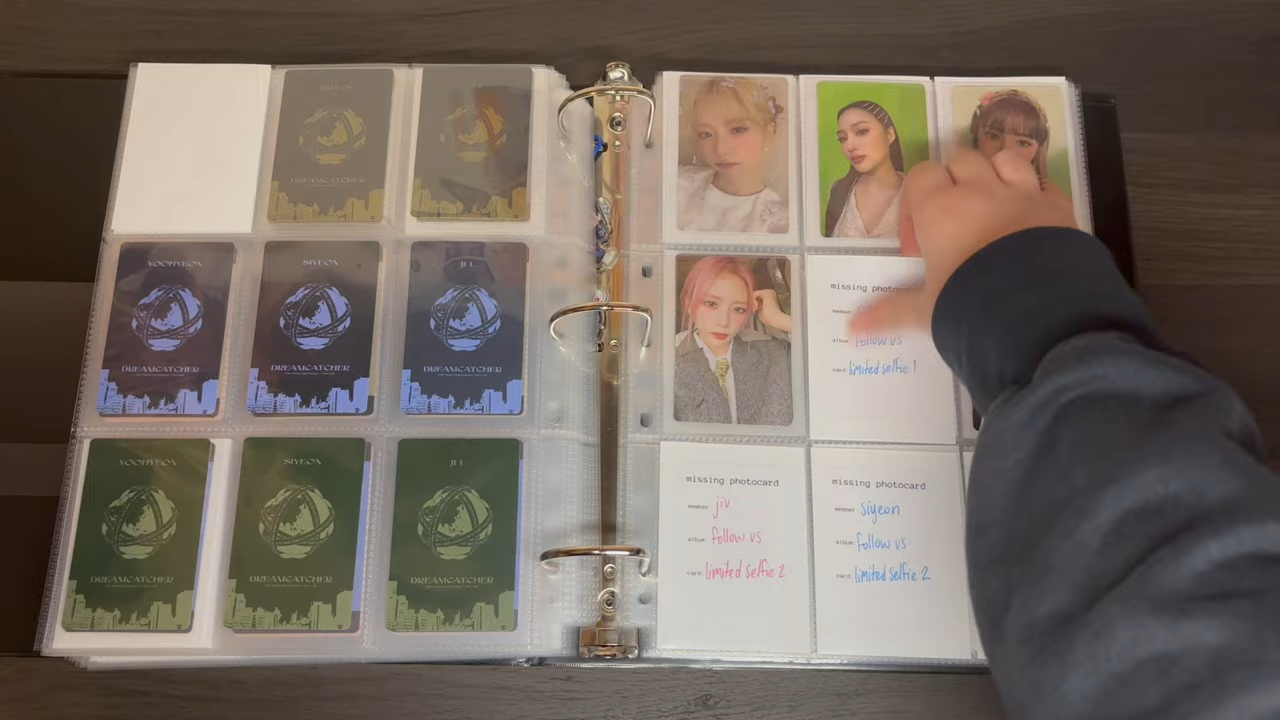 DREAMCATCHER
DREAMCATCHER
YOOHYEON
DREAMCATCHER
SIYEON
DREAMCATCHER
JIU
DREAMCATCHER
YOOHYEON
DREAMCATCHER
SIYEON
DREAMCATCHER
JIU
DREAMCATCHER
missing photo
member
album follow us
card limited selfie 1
missing photocard
member jiu
album follow us
card limited selfie 2
missing photocard
member siyeon
album follow us
card limited selfie 2